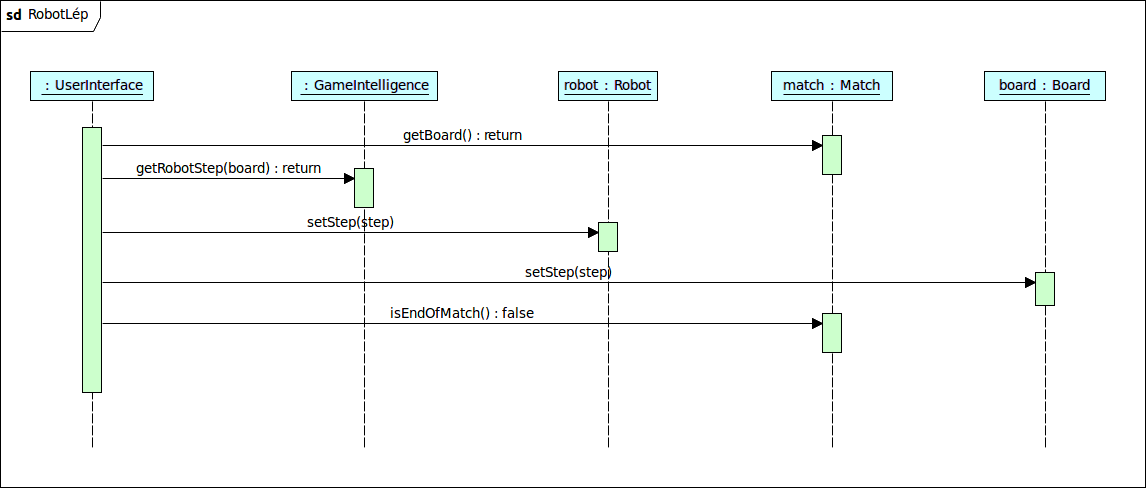 sd RobotLép
: UserInterface
: GameIntelligence
robot : Robot
match : Match
board : Board
getBoard() : return
getRobotStep(board) : return
setStep(step)
setStep(step)
isEndOfMatch() : false